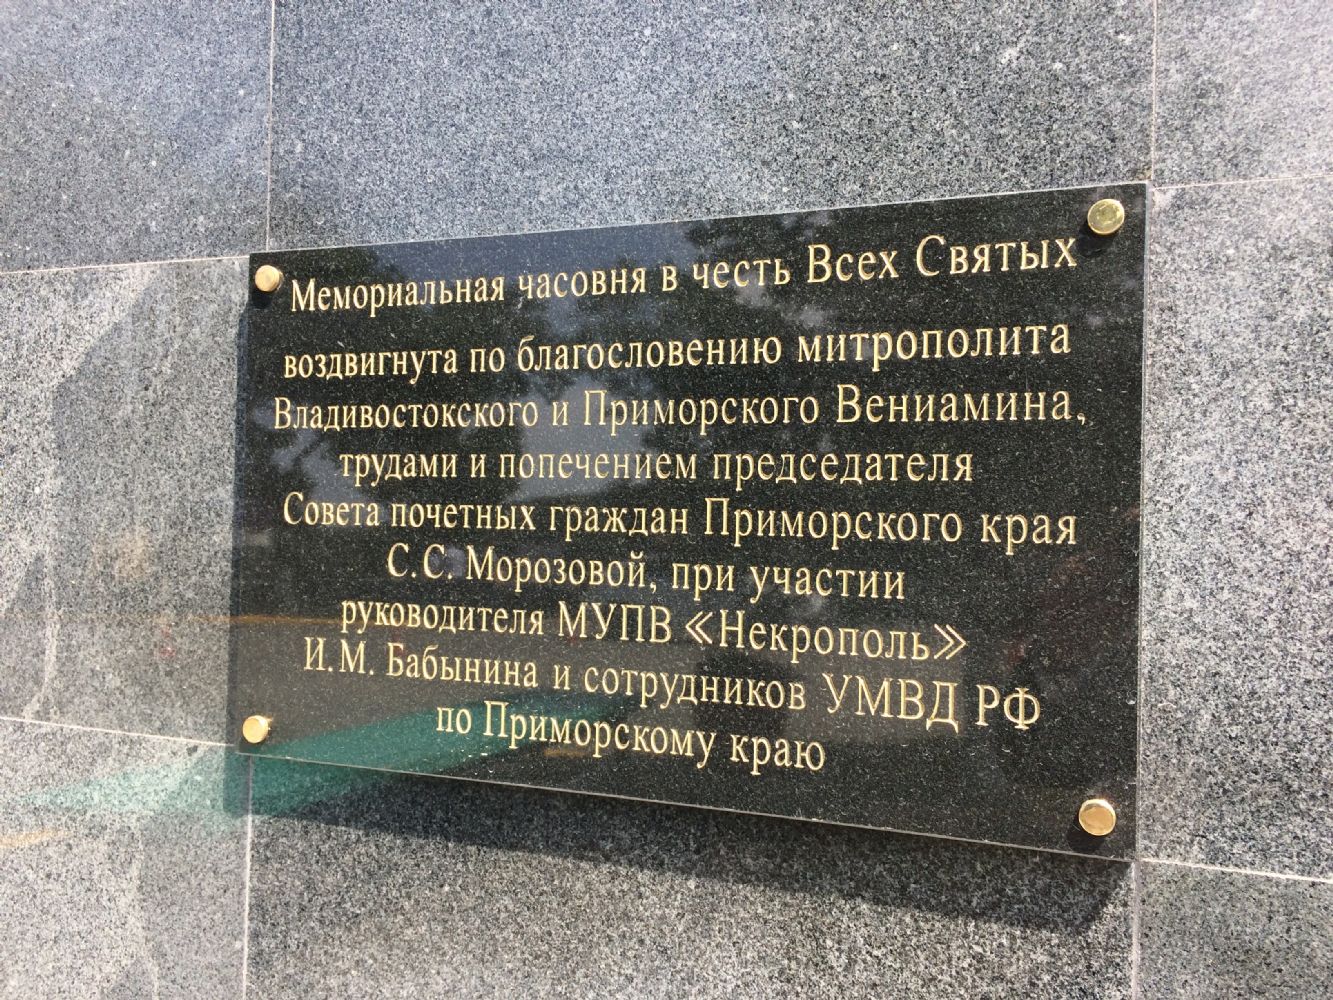 Мемориальная часовня в честь Всех Святых
воздвигнута по благословению митрополита
Владивостокского и Приморского Вениамина,
трудами и попечением председателя
Совета почетных граждан Приморского края
С.С. Морозовой, при участии
руководителя МУПВ «Некрополь»
И.М. Бабынина и сотрудников УМВД РФ
по Приморскому краю